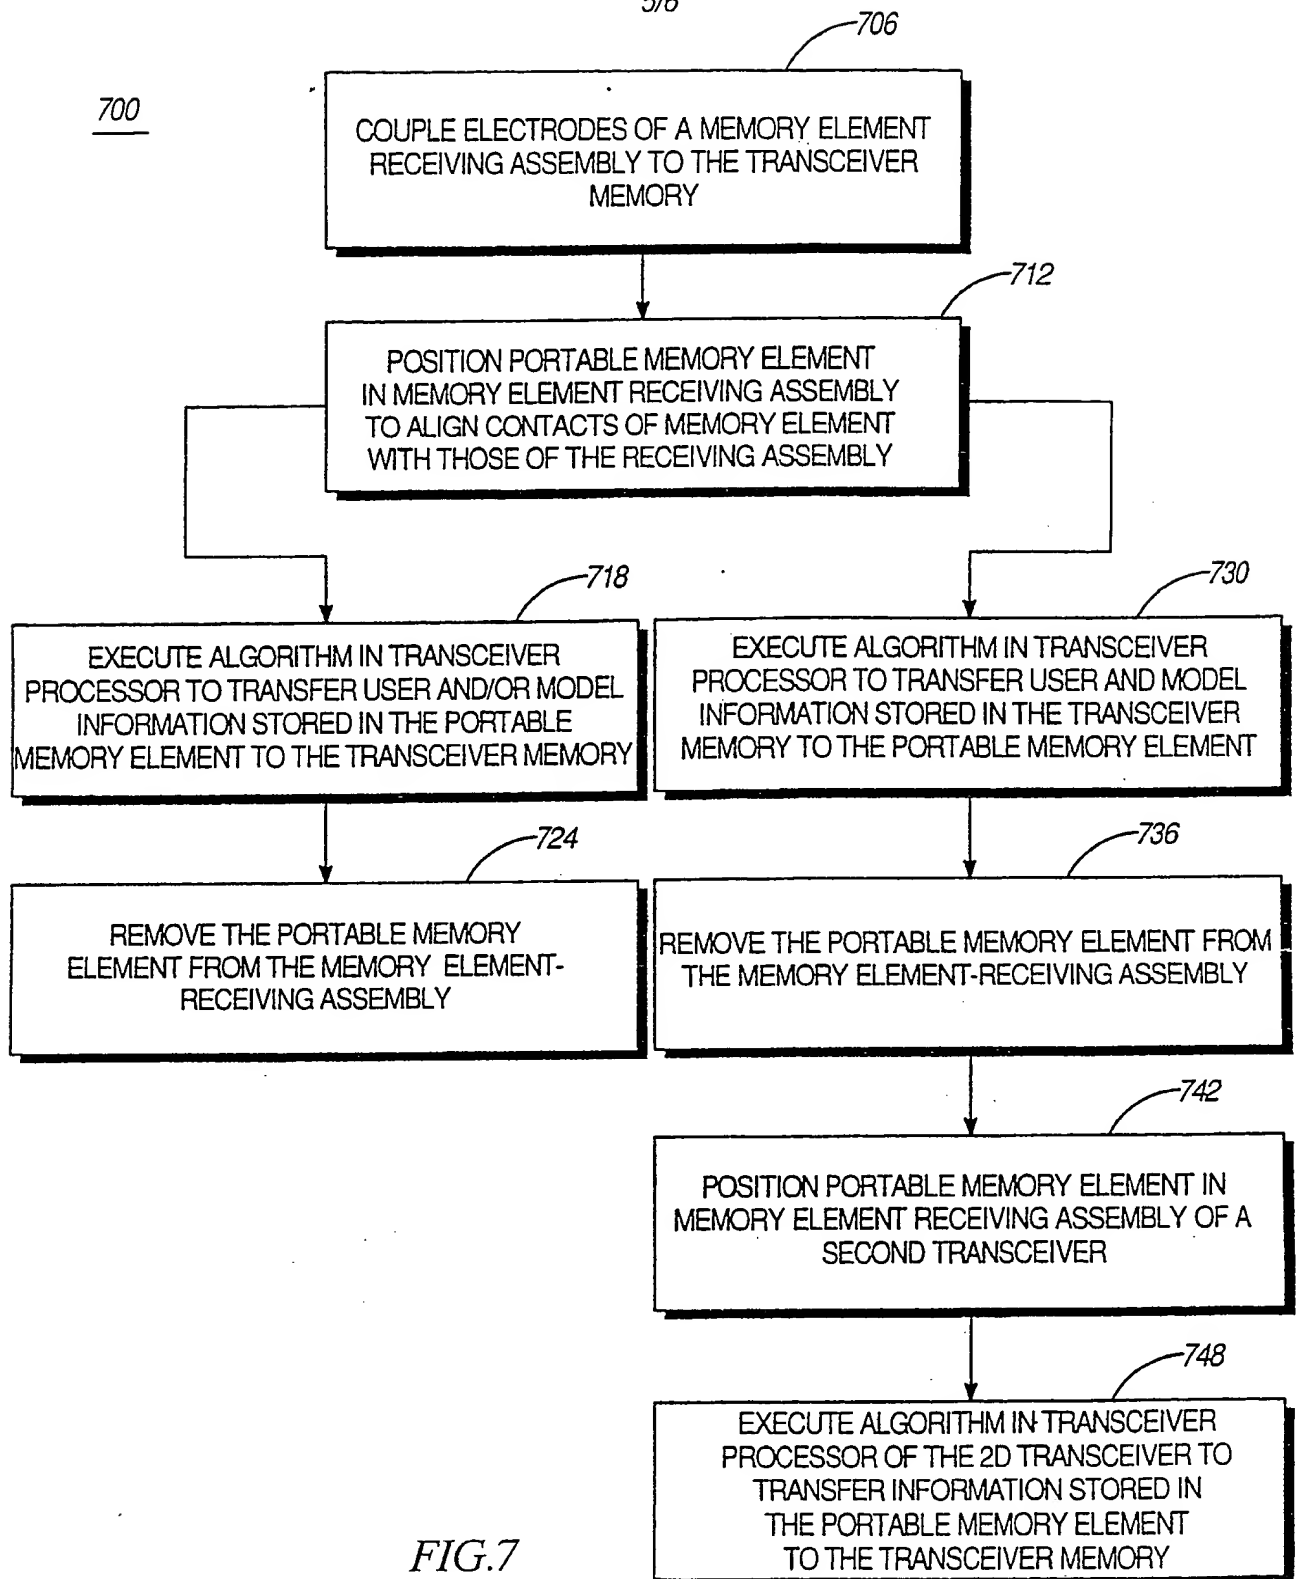 5/6
700
706
COUPLE ELECTRODES OF A MEMORY ELEMENT
RECEIVING ASSEMBLY TO THE TRANSCEIVER
MEMORY
712
POSITION PORTABLE MEMORY ELEMENT
IN MEMORY ELEMENT RECEIVING ASSEMBLY
TO ALIGN CONTACTS OF MEMORY ELEMENT
WITH THOSE OF THE RECEIVING ASSEMBLY
718
EXECUTE ALGORITHM IN TRANSCEIVER
PROCESSOR TO TRANSFER USER AND/OR MODEL
INFORMATION STORED IN THE PORTABLE
MEMORY ELEMENT TO THE TRANSCEIVER MEMORY
724
REMOVE THE PORTABLE MEMORY
ELEMENT FROM THE MEMORY ELEMENT-
RECEIVING ASSEMBLY
730
EXECUTE ALGORITHM IN TRANSCEIVER
PROCESSOR TO TRANSFER USER AND MODEL
INFORMATION STORED IN THE TRANSCEIVER
MEMORY TO THE PORTABLE MEMORY ELEMENT
736
REMOVE THE PORTABLE MEMORY ELEMENT FROM
THE MEMORY ELEMENT-RECEIVING ASSEMBLY
742
POSITION PORTABLE MEMORY ELEMENT IN
MEMORY ELEMENT RECEIVING ASSEMBLY OF A
SECOND TRANSCEIVER
748
EXECUTE ALGORITHM IN TRANSCEIVER
PROCESSOR OF THE 2D TRANSCEIVER TO
TRANSFER INFORMATION STORED IN
THE PORTABLE MEMORY ELEMENT
TO THE TRANSCEIVER MEMORY
FIG.7